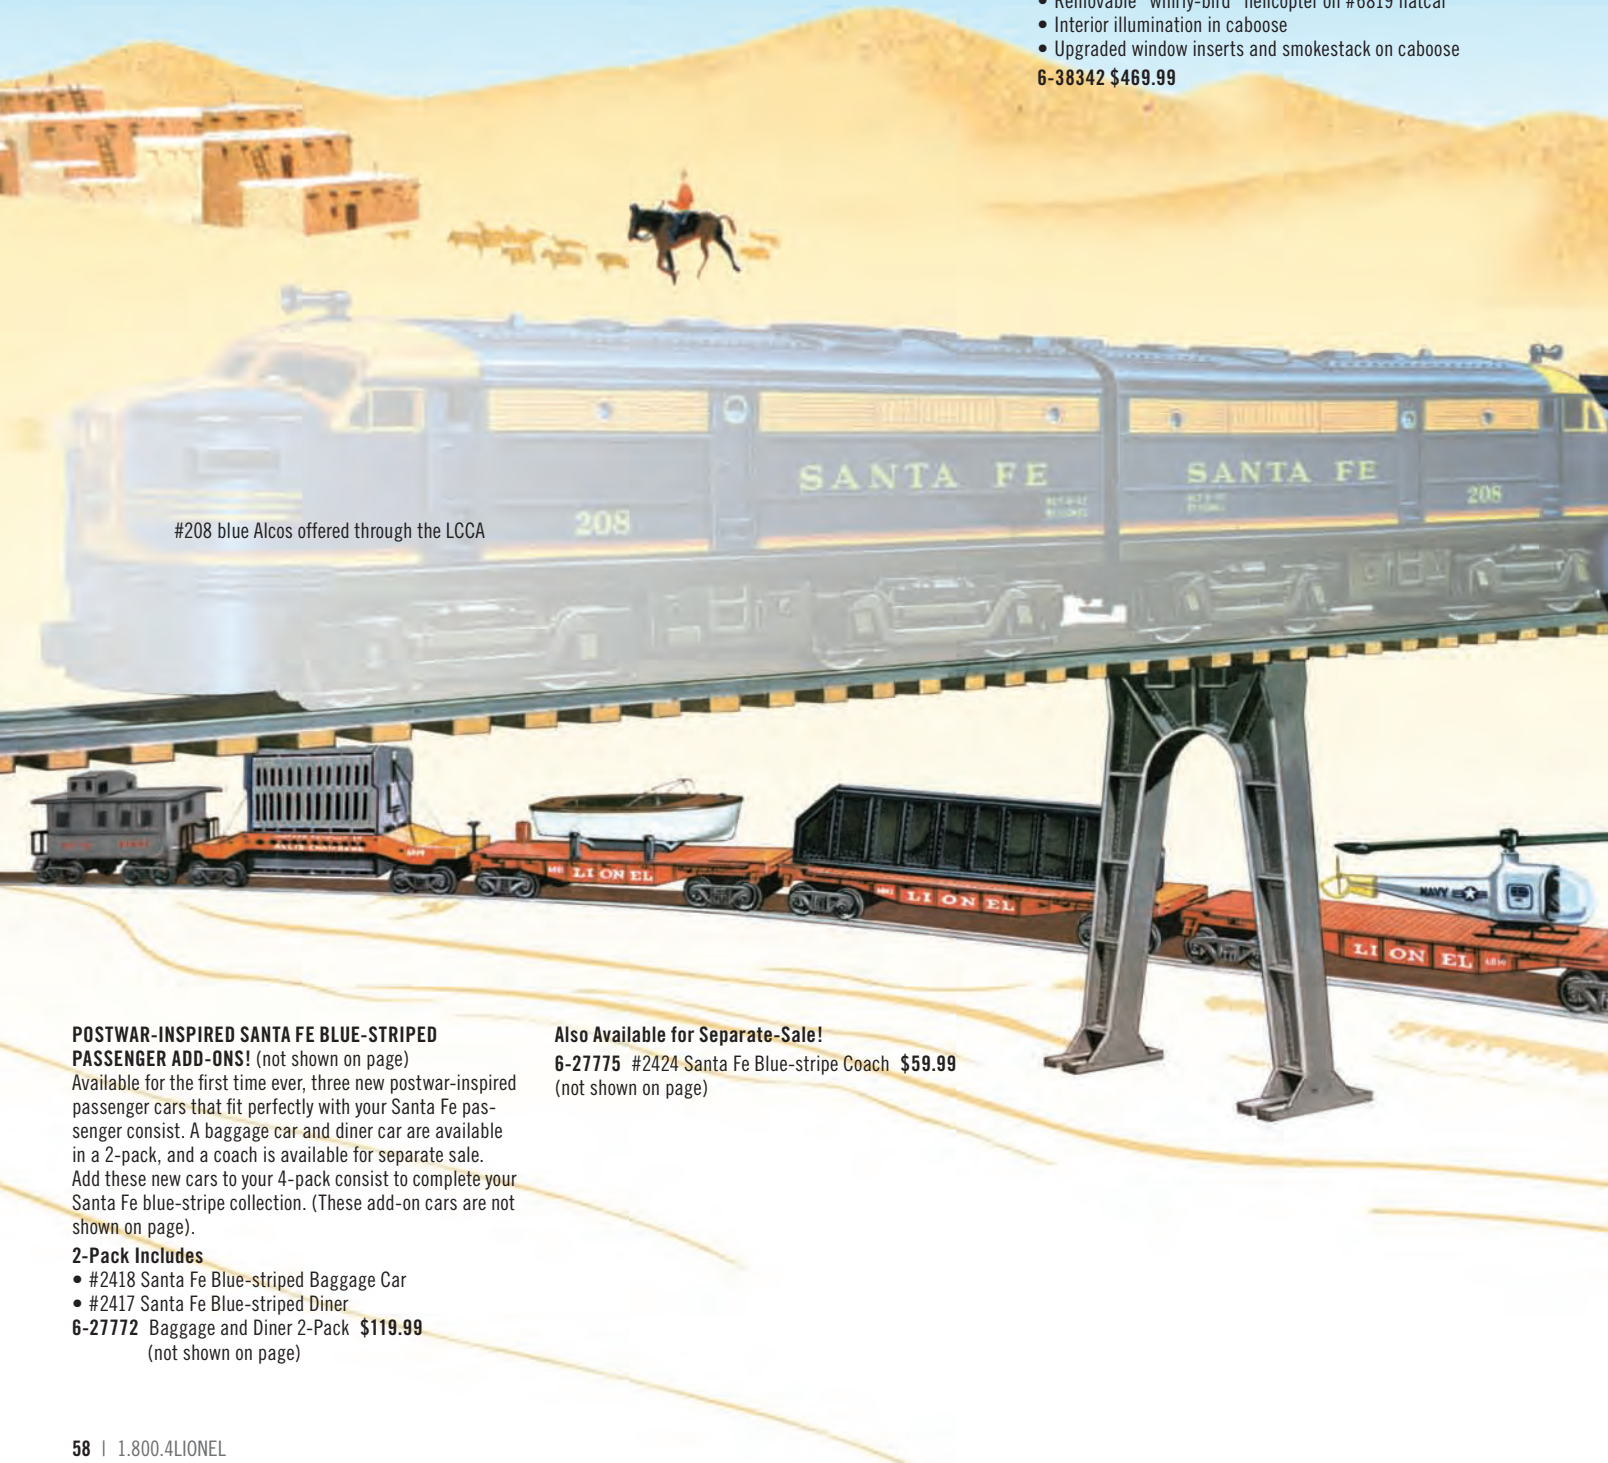 • Removable "whirly-bird" helicopter on #6819 flatcar
• Interior illumination in caboose
• Upgraded window inserts and smokestack on caboose
6-38342 $469.99
SANTA FE
SANTA FE
208
208
#208 blue Alcos offered through the LCCA
LIONEL
LIONEL
NAVY
LIONEL
POSTWAR-INSPIRED SANTA FE BLUE-STRIPED
PASSENGER ADD-ONS! (not shown on page)
Available for the first time ever, three new postwar-inspired
passenger cars that fit perfectly with your Santa Fe pas-
senger consist. A baggage car and diner car are available
in a 2-pack, and a coach is available for separate sale.
Add these new cars to your 4-pack consist to complete your
Santa Fe blue-stripe collection. (These add-on cars are not
shown on page).
2-Pack Includes
• #2418 Santa Fe Blue-striped Baggage Car
• #2417 Santa Fe Blue-striped Diner
6-27772 Baggage and Diner 2-Pack $119.99
(not shown on page)
Also Available for Separate-Sale!
6-27775 #2424 Santa Fe Blue-stripe Coach $59.99
(not shown on page)
58 | 1.800.4LIONEL